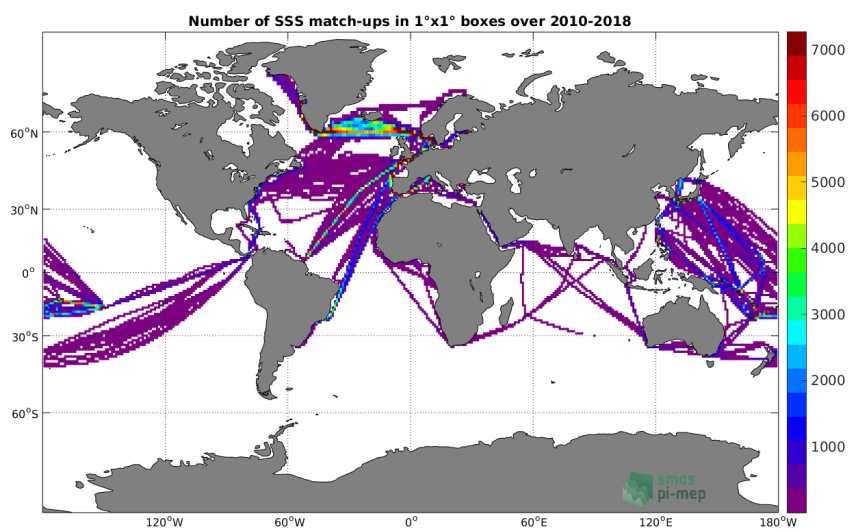 Number of SSS match-ups in 1°x1° boxes over 2010-2018
7000
6000
5000
4000
3000
2000
1000
60°N
30°N
0°
30°S
60°S
120°W
60°W
0°
60°E
120°E
180°W
smos
pi-mep